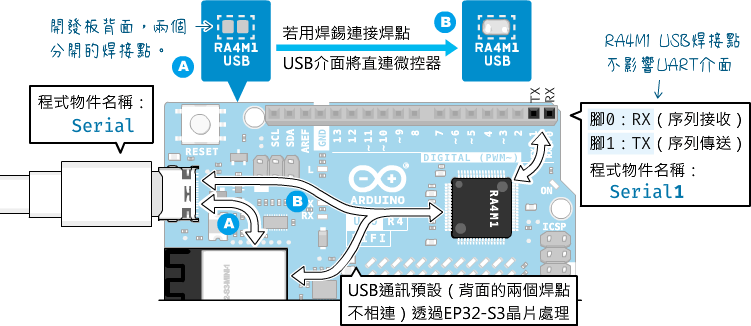 開發板背面，兩個
分開的焊接點。
A
RA4M1
USB
若用焊錫連接焊點
USB介面將直連微控器
B
RA4M1
USB
RA4M1 USB焊接點
不影響UART介面
程式物件名稱：
Serial
TX
RX
腳0：RX（序列接收）
腳1：TX（序列傳送）
程式物件名稱：
Serial1
RESET
SCL
SDA
AREF
GND
13
12
~11
~10
~9
8
7
~6
~5
4
~3
2
DIGITAL (PWM~)
L
ARDUINO
RA4M1
ON
ICSP
A
B
RX
R4
WIFI
USB通訊預設（背面的兩個焊點
不相連）透過EP32-S3晶片處理